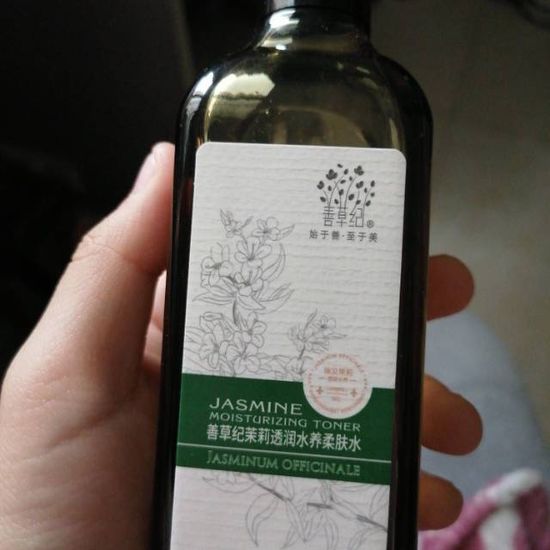 善草纪®
始于善·至于美
JASMINE
MOISTURIZING TONER
善草纪茉莉透润水养柔肤水
JASMINUM OFFICINALE